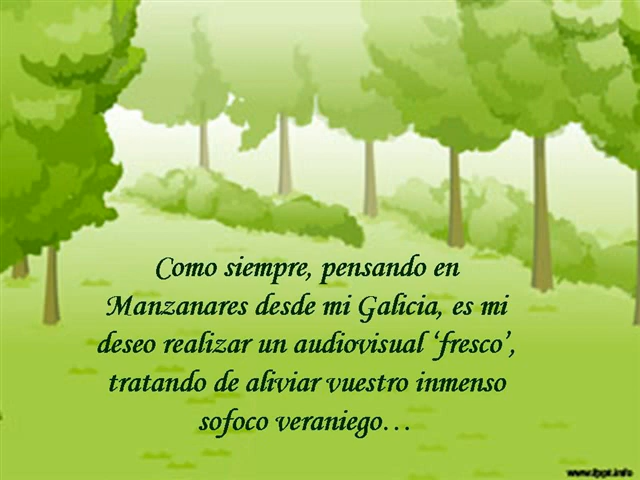 Como siempre, pensando en
Manzanares desde mi Galicia, es mi
deseo realizar un audiovisual ‘fresco’,
tratando de aliviar vuestro inmenso
sofoco veraniego…
www.fppt.info